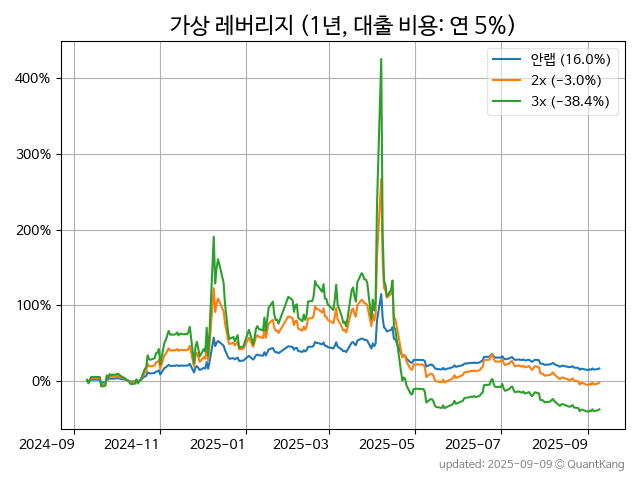 가상 레버리지 (1년, 대출 비용: 연 5%)
안랩 (16.0%)
2x (-3.0%)
3x (-38.4%)
400%
300%
200%
100%
0%
2024-09 2024-11 2025-01 2025-03 2025-05 2025-07 2025-09
updated: 2025-09-09 © QuantKang